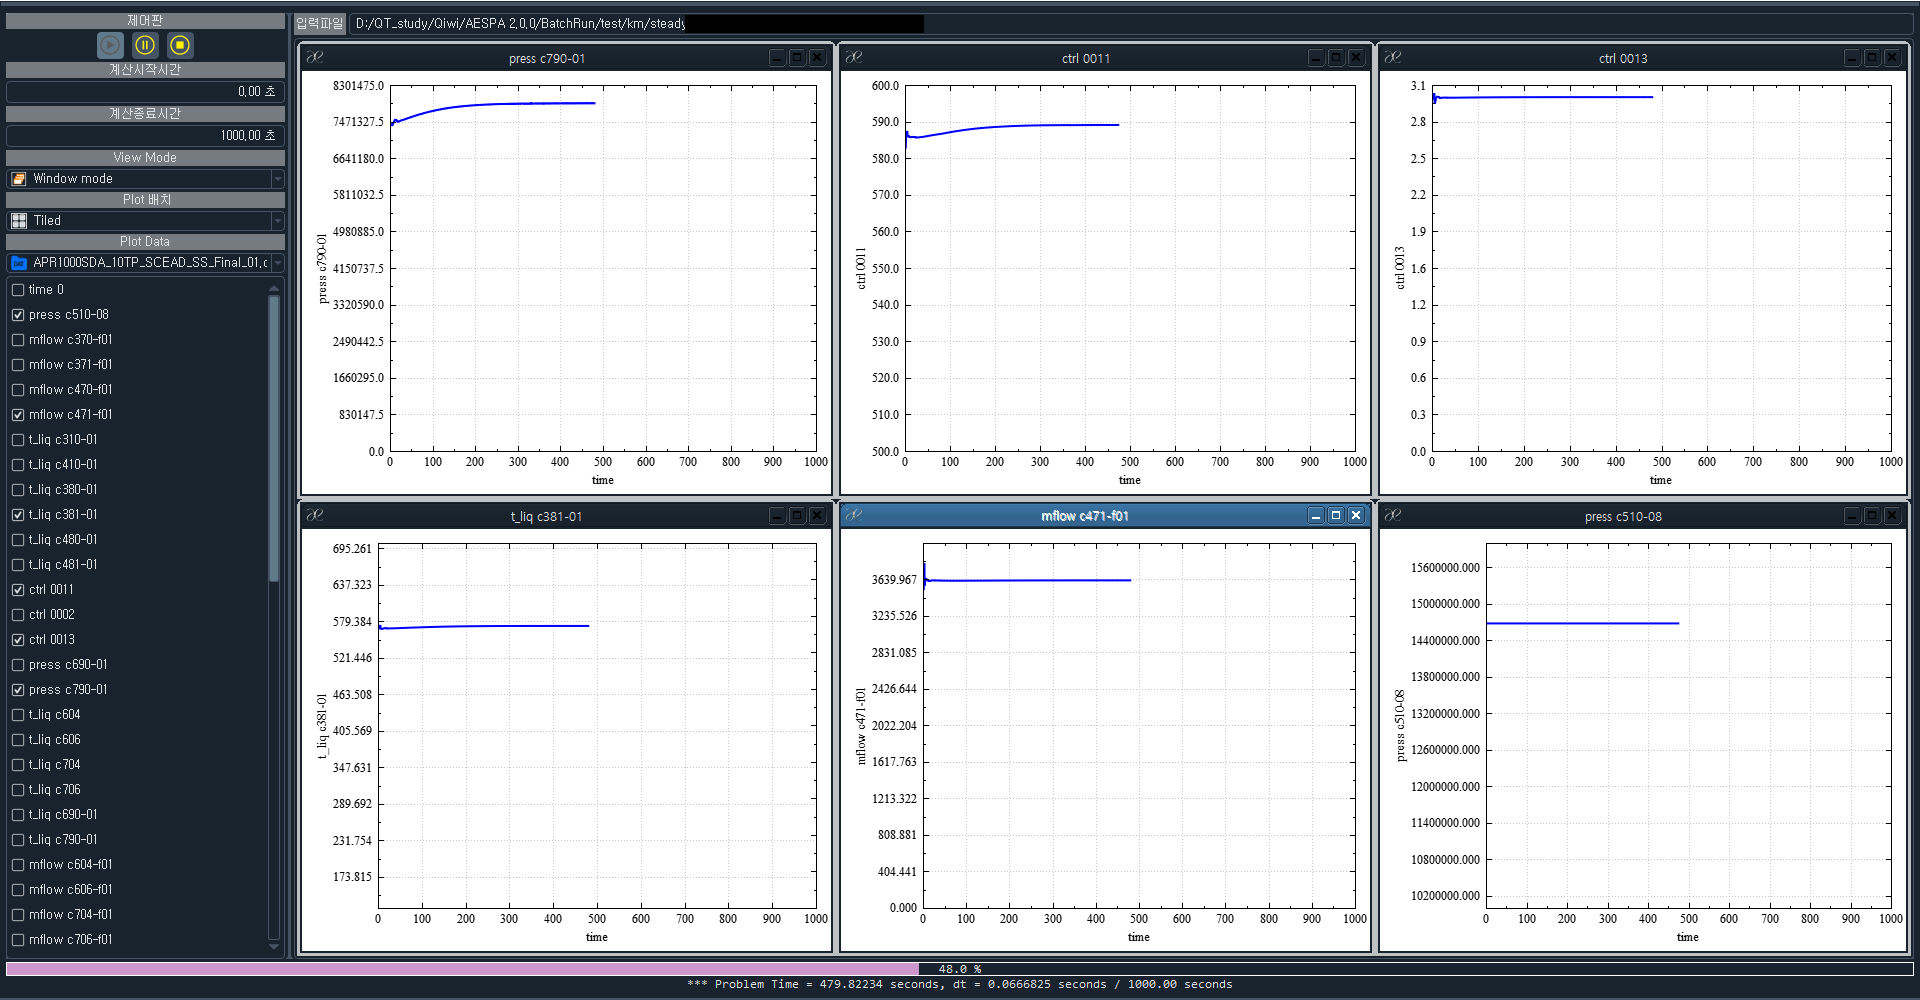 제어판
계산시작시간
0.00 초
계산종료시간
1000.00 초
View Mode
Window mode
Plot 배치
Tiled
Plot Data
APR1000SDA_10TP_SCEAD_SS_Final_01.c
time 0
press c510-08
mflow c370-f01
mflow c371-f01
mflow c470-f01
mflow c471-f01
t_liq c310-01
t_liq c410-01
t_liq c380-01
t_liq c381-01
t_liq c480-01
t_liq c481-01
ctrl 0011
ctrl 0002
ctrl 0013
press c690-01
press c790-01
t_liq c604
t_liq c606
t_liq c704
t_liq c706
t_liq c690-01
t_liq c790-01
mflow c604-f01
mflow c606-f01
mflow c704-f01
mflow c706-f01
입력파일 D:/QT_study/Qiwi/AESPA 2.0.0/BatchRun/test/km/steady
press c790-01
8301475.0
7471327.5
6641180.0
5811032.5
4980885.0
4150737.5
3320590.0
2490442.5
1660295.0
830147.5
0.0
press c790-01
0 100 200 300 400 500 600 700 800 900 1000
time
ctrl 0011
600.0
590.0
580.0
570.0
560.0
550.0
540.0
530.0
520.0
510.0
500.0
ctrl 0011
0 100 200 300 400 500 600 700 800 900 1000
time
ctrl 0013
3.1
2.8
2.5
2.2
1.9
1.6
1.2
0.9
0.6
0.3
0.0
ctrl 0013
0 100 200 300 400 500 600 700 800 900 1000
time
t_liq c381-01
695.261
637.323
579.384
521.446
463.508
405.569
347.631
289.692
231.754
173.815
t_liq c381-01
0 100 200 300 400 500 600 700 800 900 1000
time
mflow c471-f01
3639.967
3235.526
2831.085
2426.644
2022.204
1617.763
1213.322
808.881
404.441
0.000
mflow c471-f01
0 100 200 300 400 500 600 700 800 900 1000
time
press c510-08
15600000.000
15000000.000
14400000.000
13800000.000
13200000.000
12600000.000
12000000.000
11400000.000
10800000.000
10200000.000
press c510-08
0 100 200 300 400 500 600 700 800 900 1000
time
48.0 %
*** Problem Time = 479.82234 seconds, dt = 0.0666825 seconds / 1000.00 seconds